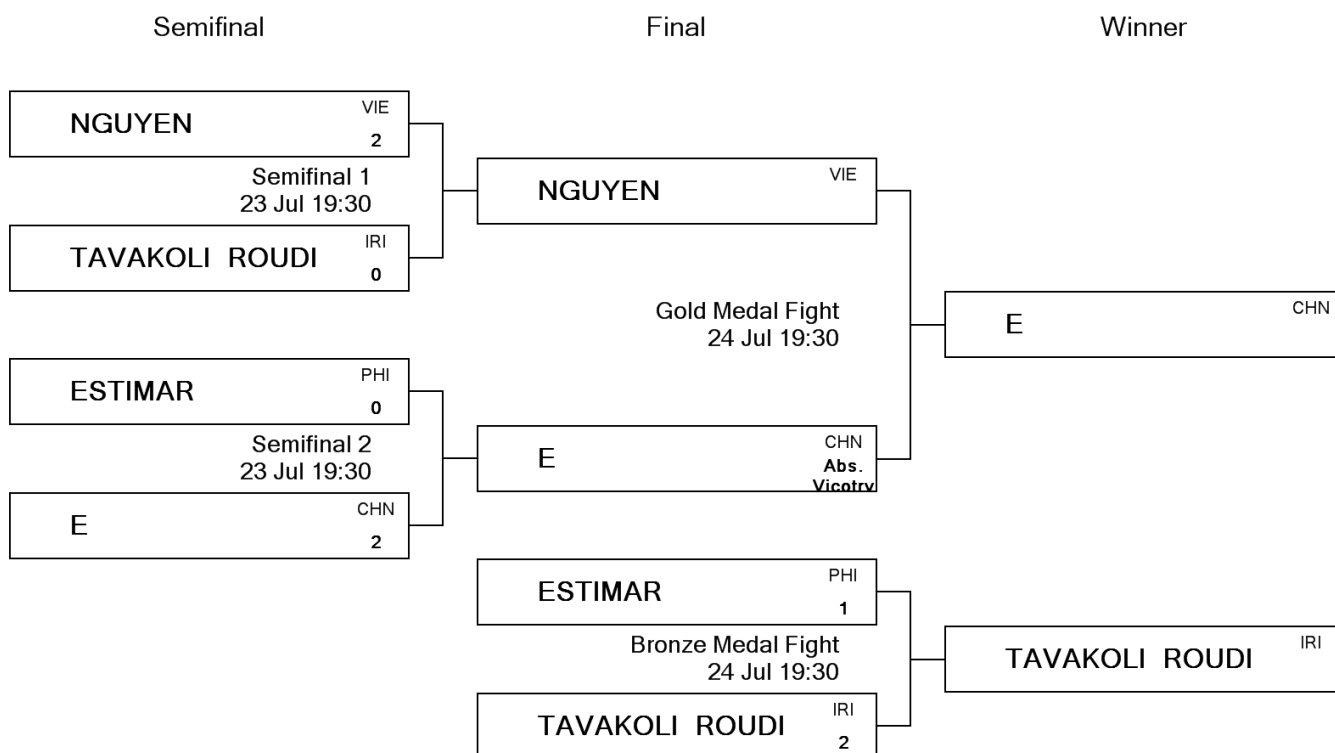 Semifinal
Final
Winner
NGUYEN
VIE
2
Semifinal 1
23 Jul 19:30
TAVAKOLI ROUDI
IRI
0
ESTIMAR
PHI
0
Semifinal 2
23 Jul 19:30
E
CHN
2
NGUYEN
VIE
Gold Medal Fight
24 Jul 19:30
E
CHN
Abs.
Vicotry
ESTIMAR
PHI
1
Bronze Medal Fight
24 Jul 19:30
TAVAKOLI ROUDI
IRI
2
E
CHN
TAVAKOLI ROUDI
IRI